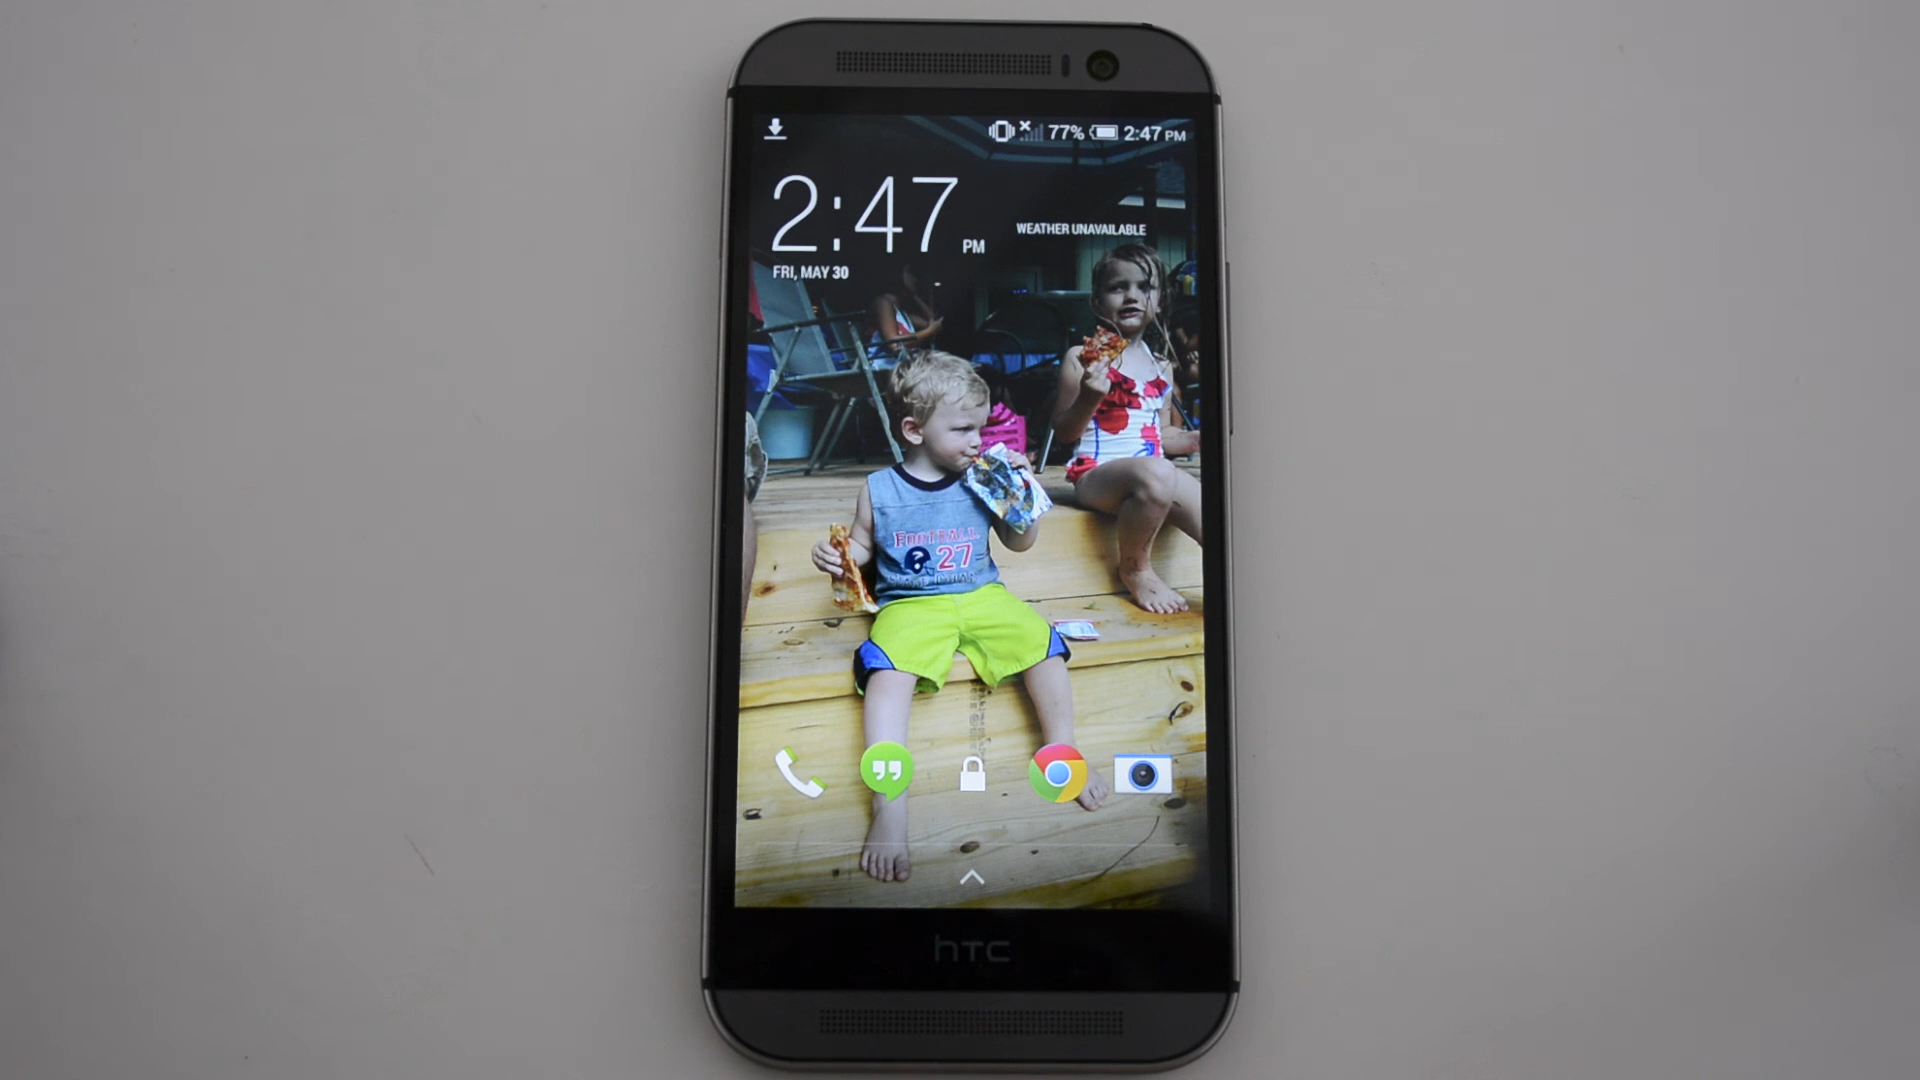 77% 2:47 PM
2:47 PM
WEATHER UNAVAILABLE
FRI, MAY 30
FOOTBALL
27
hTC